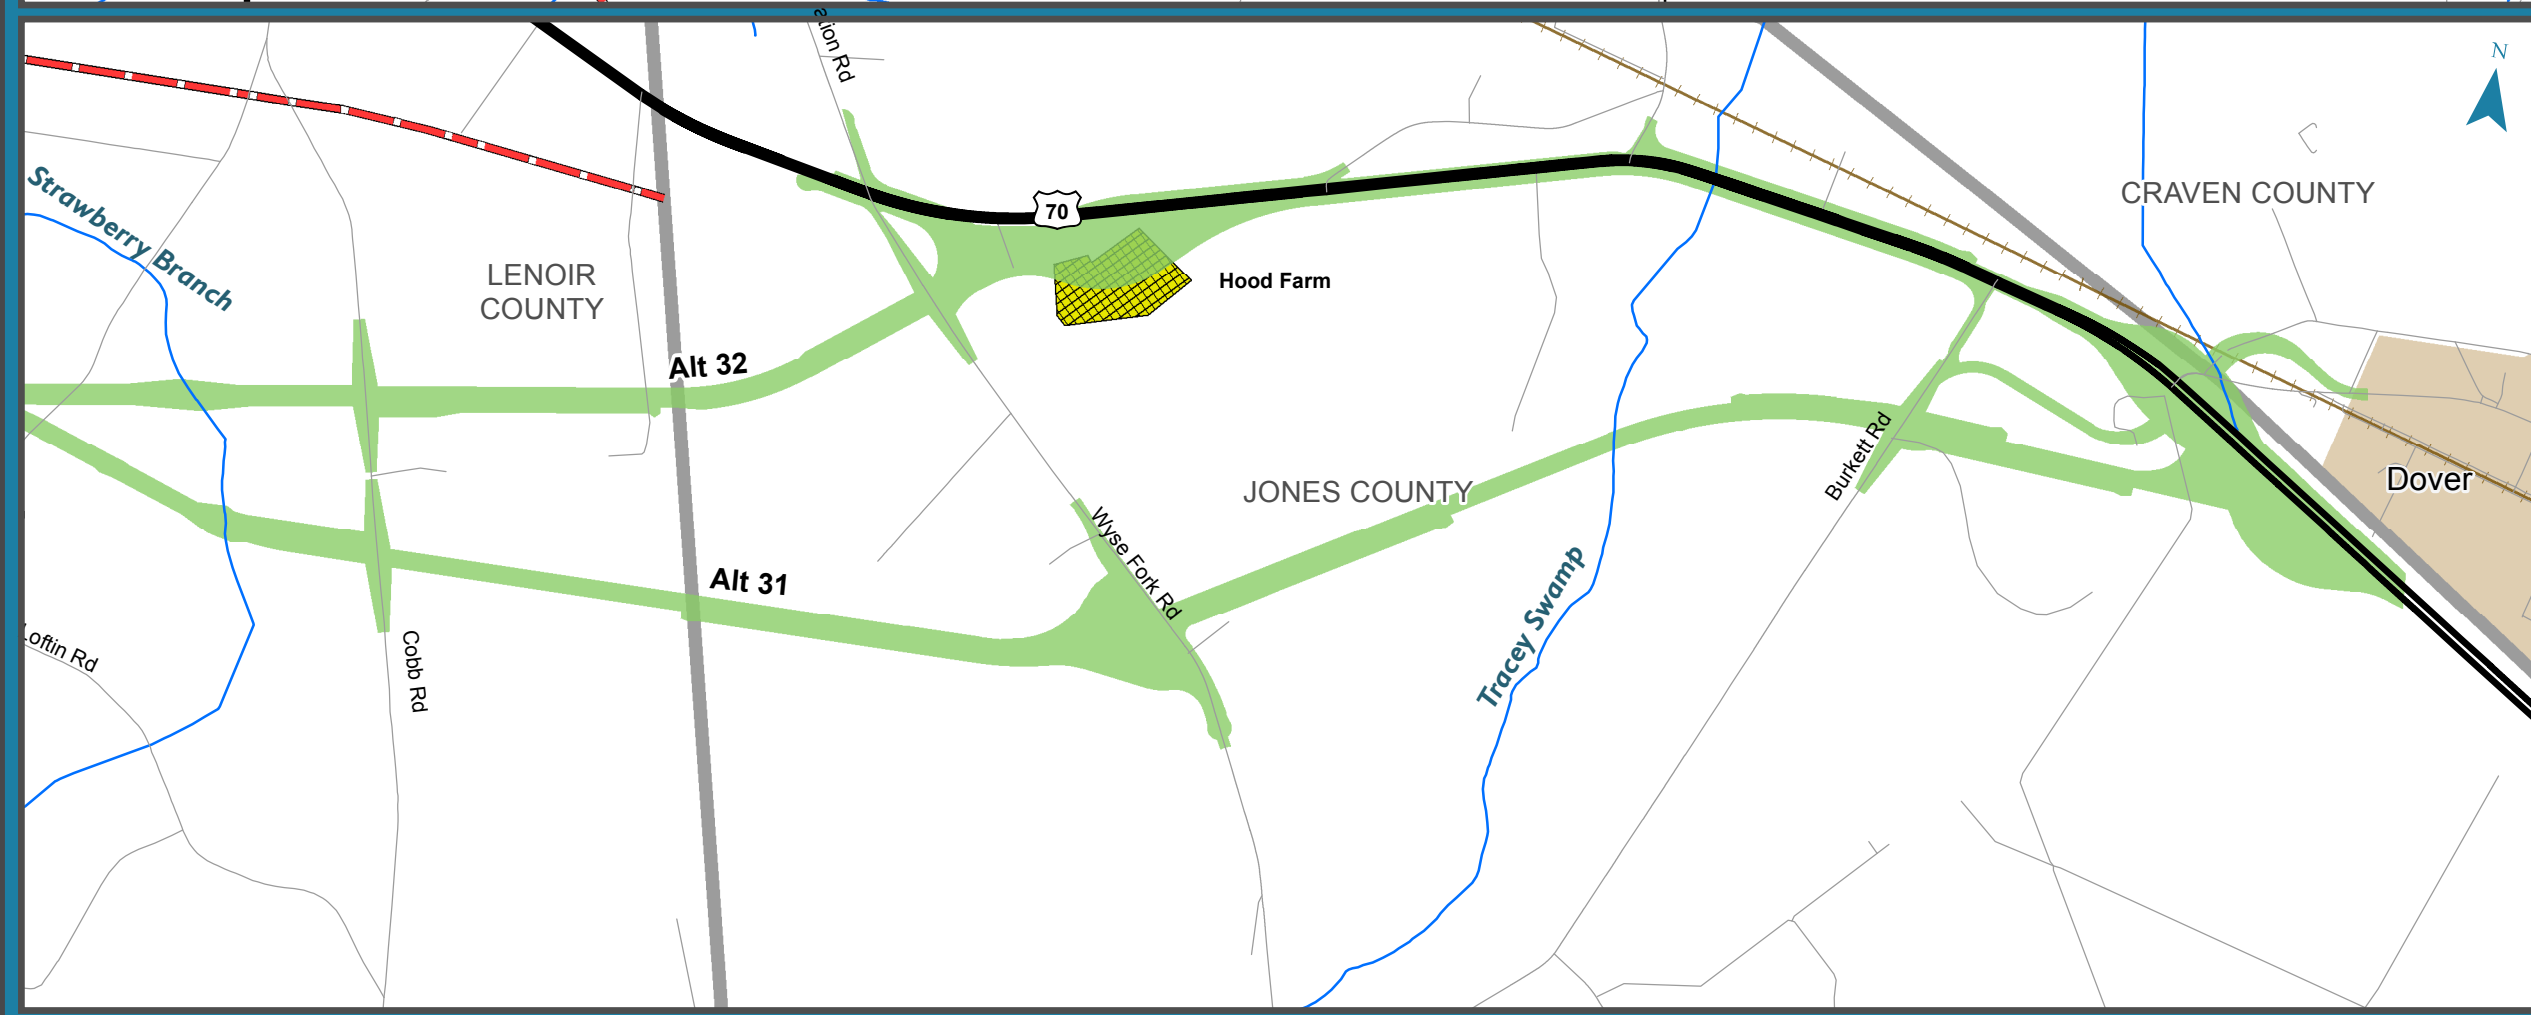 N
CRAVEN COUNTY
Strawberry Branch
70
LENOIR
COUNTY
Hood Farm
Alt 32
Burkett Rd
Dover
JONES COUNTY
Wyse Fork Rd
Alt 31
Tracey Swamp
Loftin Rd
Cobb Rd
Rd